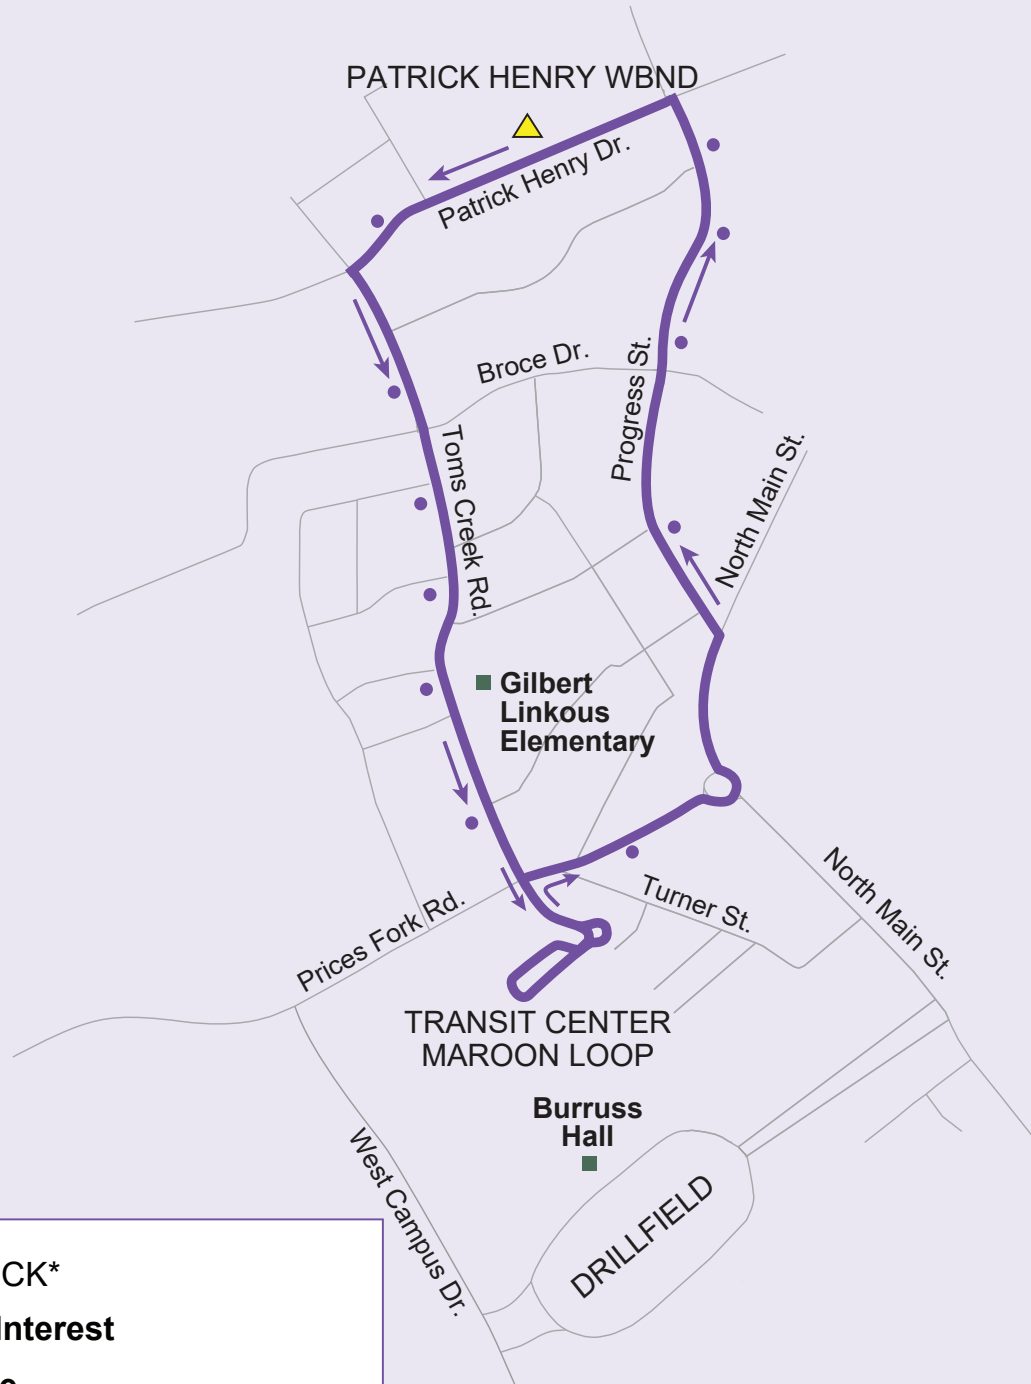 PATRICK HENRY WBND
Patrick Henry Dr.
Broce Dr.
Progress St.
Toms Creek Rd.
North Main St.
Gilbert
Linkous
Elementary
North Main St.
Turner St.
Prices Fork Rd.
TRANSIT CENTER
MAROON LOOP
Burruss
Hall
West Campus Dr.
DRILLFIELD
CK*
Interest